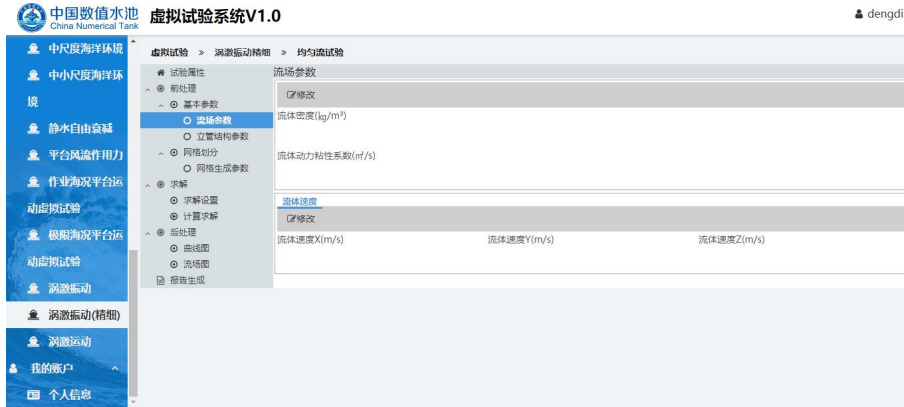 中国数值水池
China Numerical Tank
虚拟试验系统V1.0
dengdi
中尺度海洋环境
中小尺度海洋环
境
静水自由衰减
平台风流作用力
作业海况平台运
动虚拟试验
极限海况平台运
动虚拟试验
涡激振动
涡激振动(精细)
涡激运动
我的账户
个人信息
虚拟试验 » 涡激振动精细 » 均匀流试验
试验属性
前处理
基本参数
流场参数
立管结构参数
网格划分
网格生成参数
求解
求解设置
计算求解
后处理
曲线图
流场图
报告生成
流场参数
修改
流体密度(kg/m³)
流体动力粘性系数(㎡/s)
流体速度
修改
流体速度X(m/s) 流体速度Y(m/s) 流体速度Z(m/s)